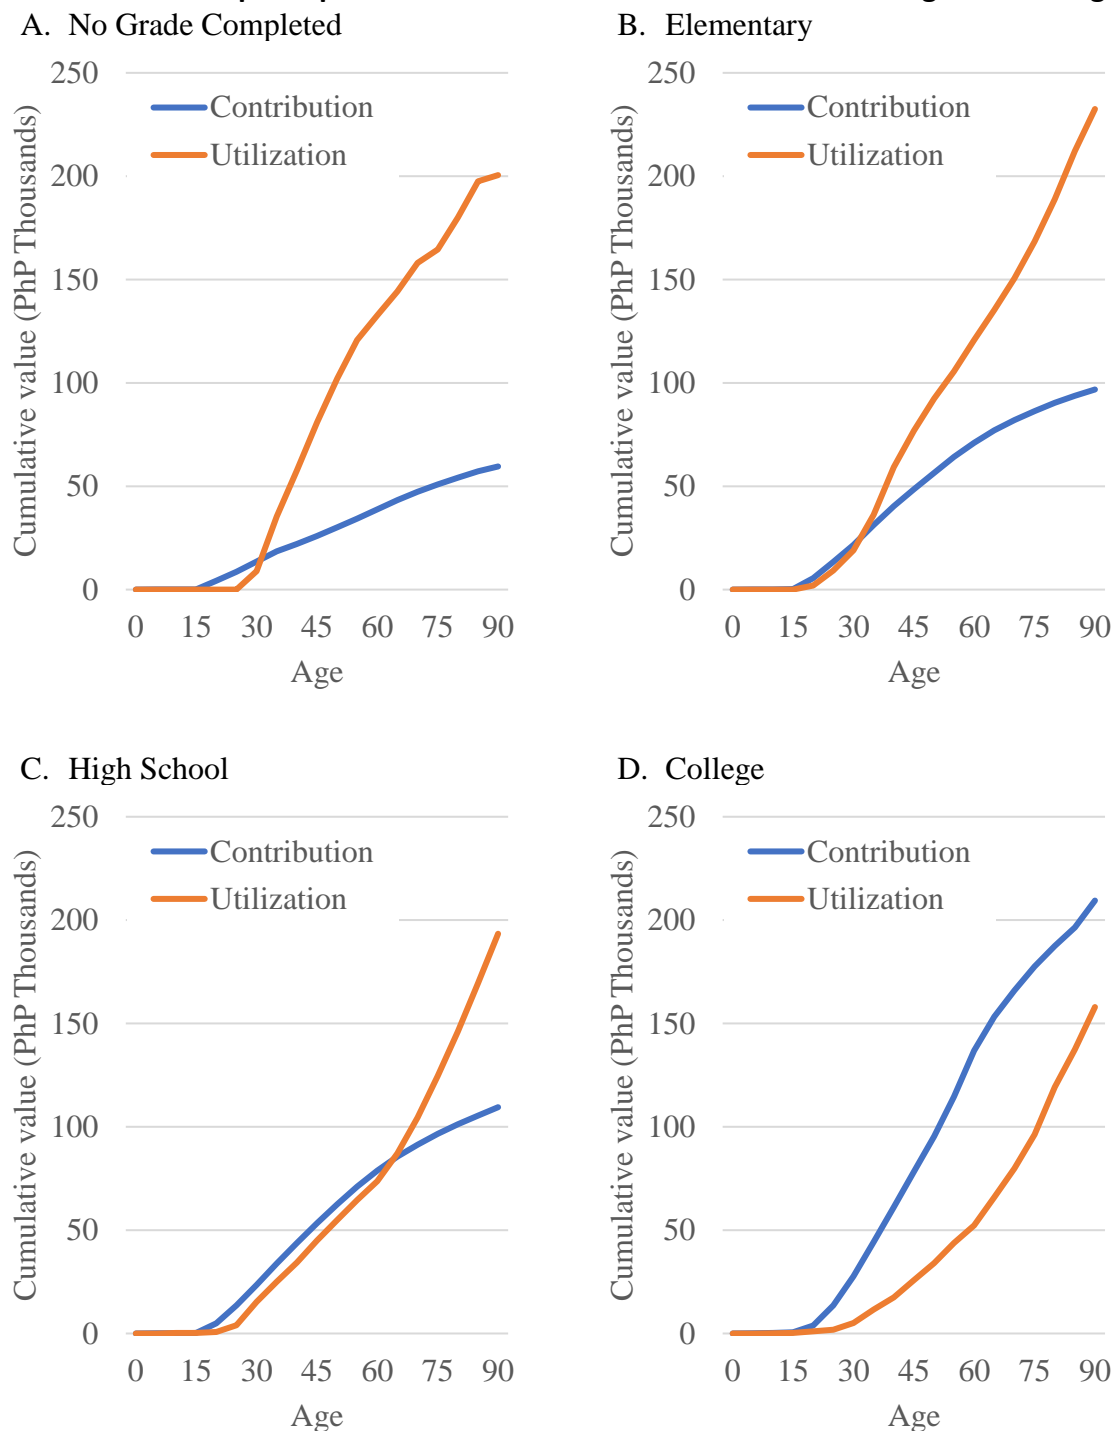 A. No Grade Completed
250
200
150
100
50
0
Cumulative value (PhP Thousands)
Contribution
Utilization
0 15 30 45 60 75 90
Age
B. Elementary
250
200
150
100
50
0
Cumulative value (PhP Thousands)
Contribution
Utilization
0 15 30 45 60 75 90
Age
C. High School
250
200
150
100
50
0
Cumulative value (PhP Thousands)
Contribution
Utilization
0 15 30 45 60 75 90
Age
D. College
250
200
150
100
50
0
Cumulative value (PhP Thousands)
Contribution
Utilization
0 15 30 45 60 75 90
Age